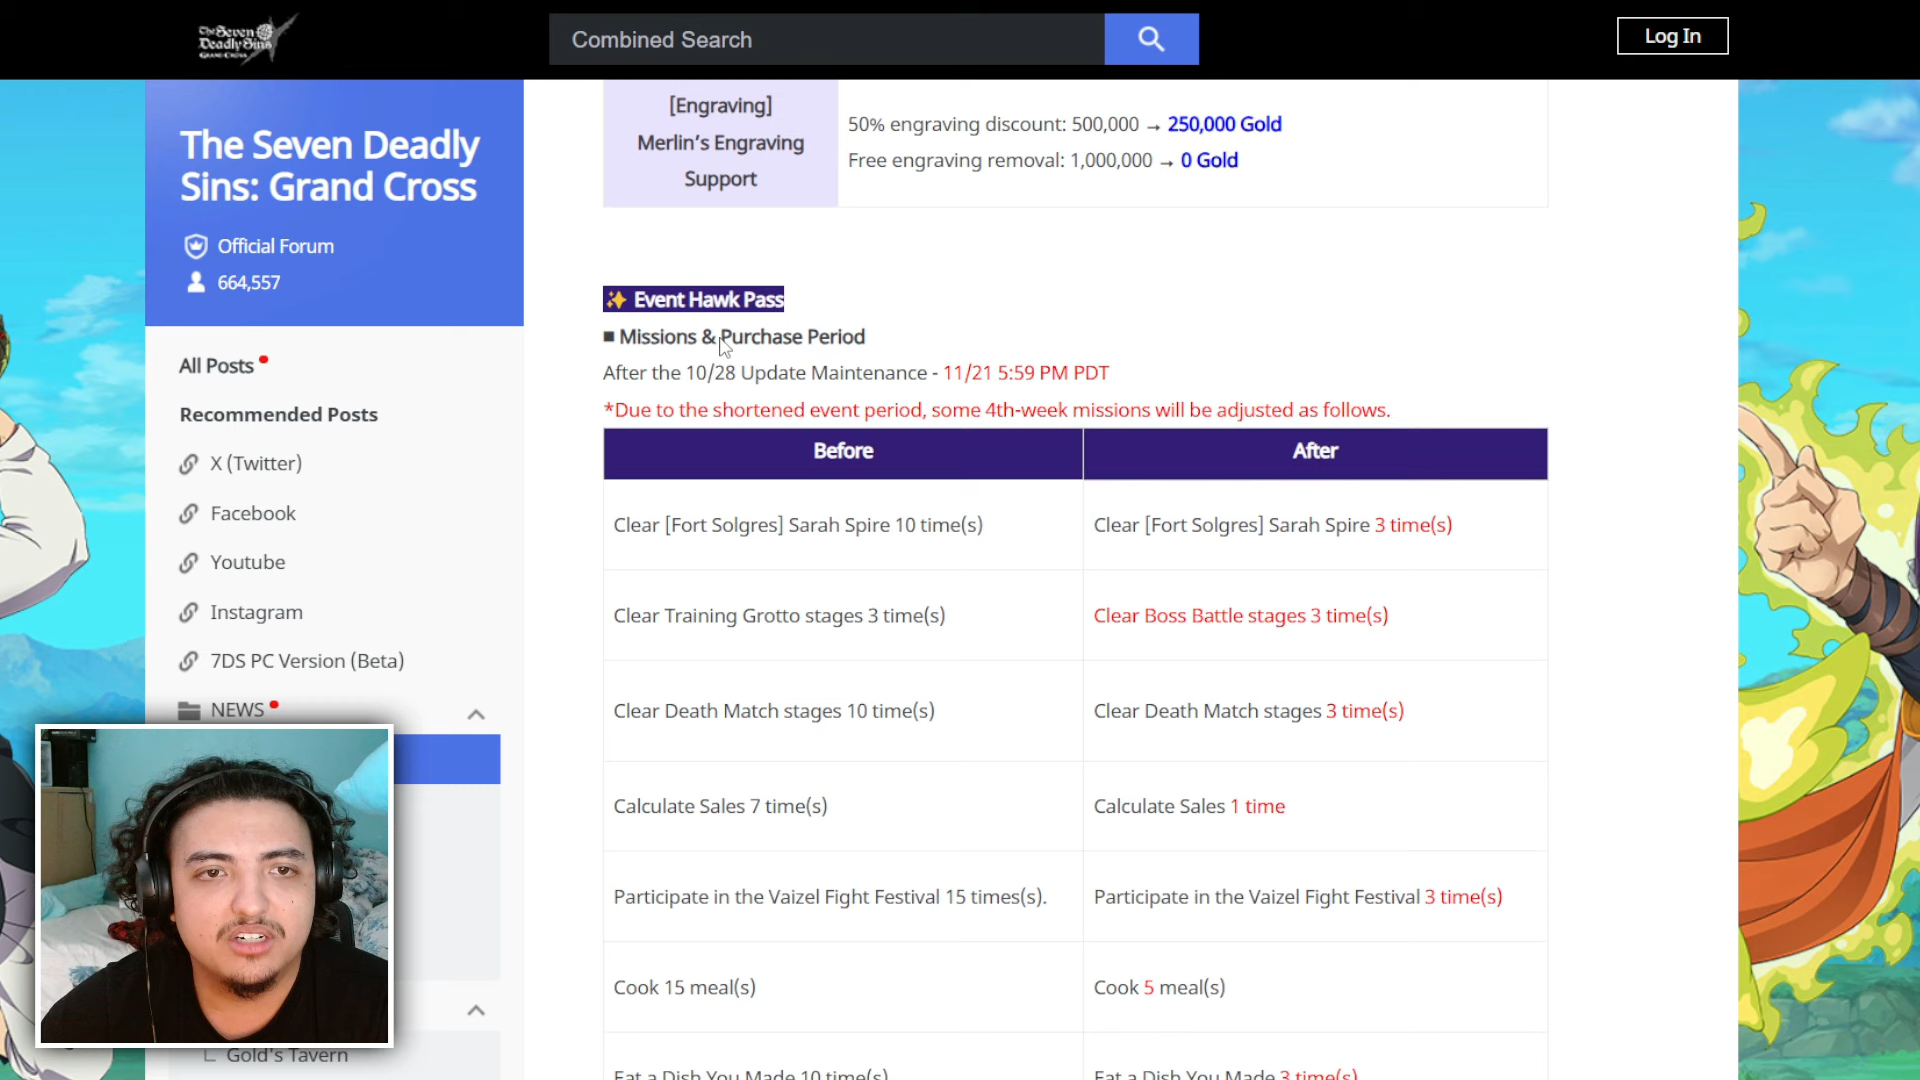 The Seven
Deadly Sins
GRAND CROSS
Combined Search
Log In
The Seven Deadly
Sins: Grand Cross
Official Forum
664,557
All Posts
Recommended Posts
X (Twitter)
Facebook
Youtube
Instagram
7DS PC Version (Beta)
NEWS
Gold's Tavern
[Engraving]
Merlin's Engraving
Support
50% engraving discount: 500,000 → 250,000 Gold
Free engraving removal: 1,000,000 → 0 Gold
✨ Event Hawk Pass
■ Missions & Purchase Period
After the 10/28 Update Maintenance - 11/21 5:59 PM PDT
*Due to the shortened event period, some 4th-week missions will be adjusted as follows.
Before After
Clear [Fort Solgres] Sarah Spire 10 time(s) Clear [Fort Solgres] Sarah Spire 3 time(s)
Clear Training Grotto stages 3 time(s) Clear Boss Battle stages 3 time(s)
Clear Death Match stages 10 time(s) Clear Death Match stages 3 time(s)
Calculate Sales 7 time(s) Calculate Sales 1 time
Participate in the Vaizel Fight Festival 15 times(s). Participate in the Vaizel Fight Festival 3 time(s)
Cook 15 meal(s) Cook 5 meal(s)
Eat a Dish You Made 10 time(s) Eat a Dish You Made 3 time(s)